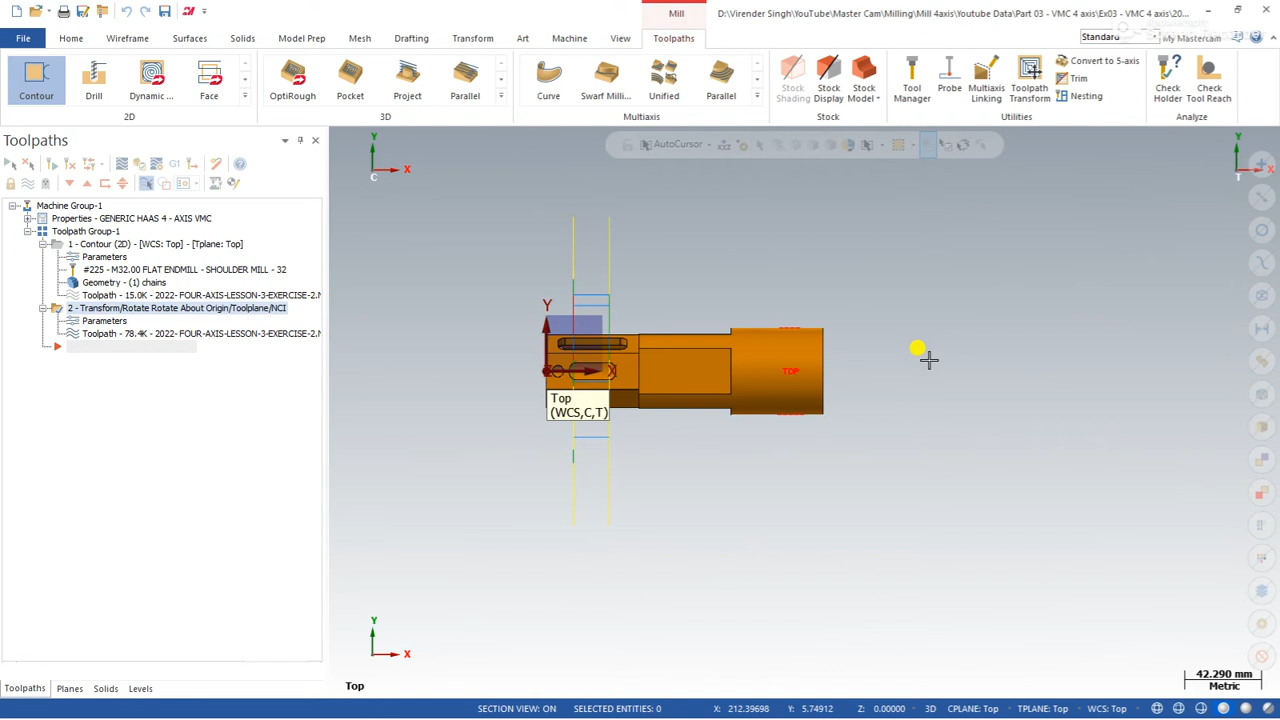 Mill
D:\Virender Singh\YouTube\Master Cam\Milling\Mill 4axis\Youtube Data\Part 03 - VMC 4 axis\Ex03 - VMC 4 axis\20...
File Home Wireframe Surfaces Solids Model Prep Mesh Drafting Transform Art Machine View Toolpaths
Standard My Mastercam
Contour Drill Dynamic ... Face OptiRough Pocket Project Parallel Curve Swarf Milli... Unified Parallel Stock Shading Stock Display Stock Model Tool Manager Probe Multiaxis Linking Toolpath Transform Convert to 5-axis Trim Nesting Check Holder Check Tool Reach
2D 3D Multiaxis Stock Utilities Analyze
Toolpaths
AutoCursor
G1
Machine Group-1
Properties - GENERIC HAAS 4 - AXIS VMC
Toolpath Group-1
1 - Contour (2D) - [WCS: Top] - [Tplane: Top]
Parameters
#225 - M32.00 FLAT ENDMILL - SHOULDER MILL - 32
Geometry - (1) chains
Toolpath - 15.0K - 2022- FOUR-AXIS-LESSON-3-EXERCISE-2.N
2 - Transform/Rotate Rotate About Origin/Toolplane/NCI
Parameters
Toolpath - 78.4K - 2022- FOUR-AXIS-LESSON-3-EXERCISE-2.N
Y
X
C
Y
X
T
Y
X
TOP
Top
(WCS,C,T)
Y
X
Top
42.290 mm
Metric
Toolpaths Planes Solids Levels
SECTION VIEW: ON SELECTED ENTITIES: 0 X: 212.39698 Y: 5.74912 Z: 0.00000 3D CPLANE: Top TPLANE: Top WCS: Top